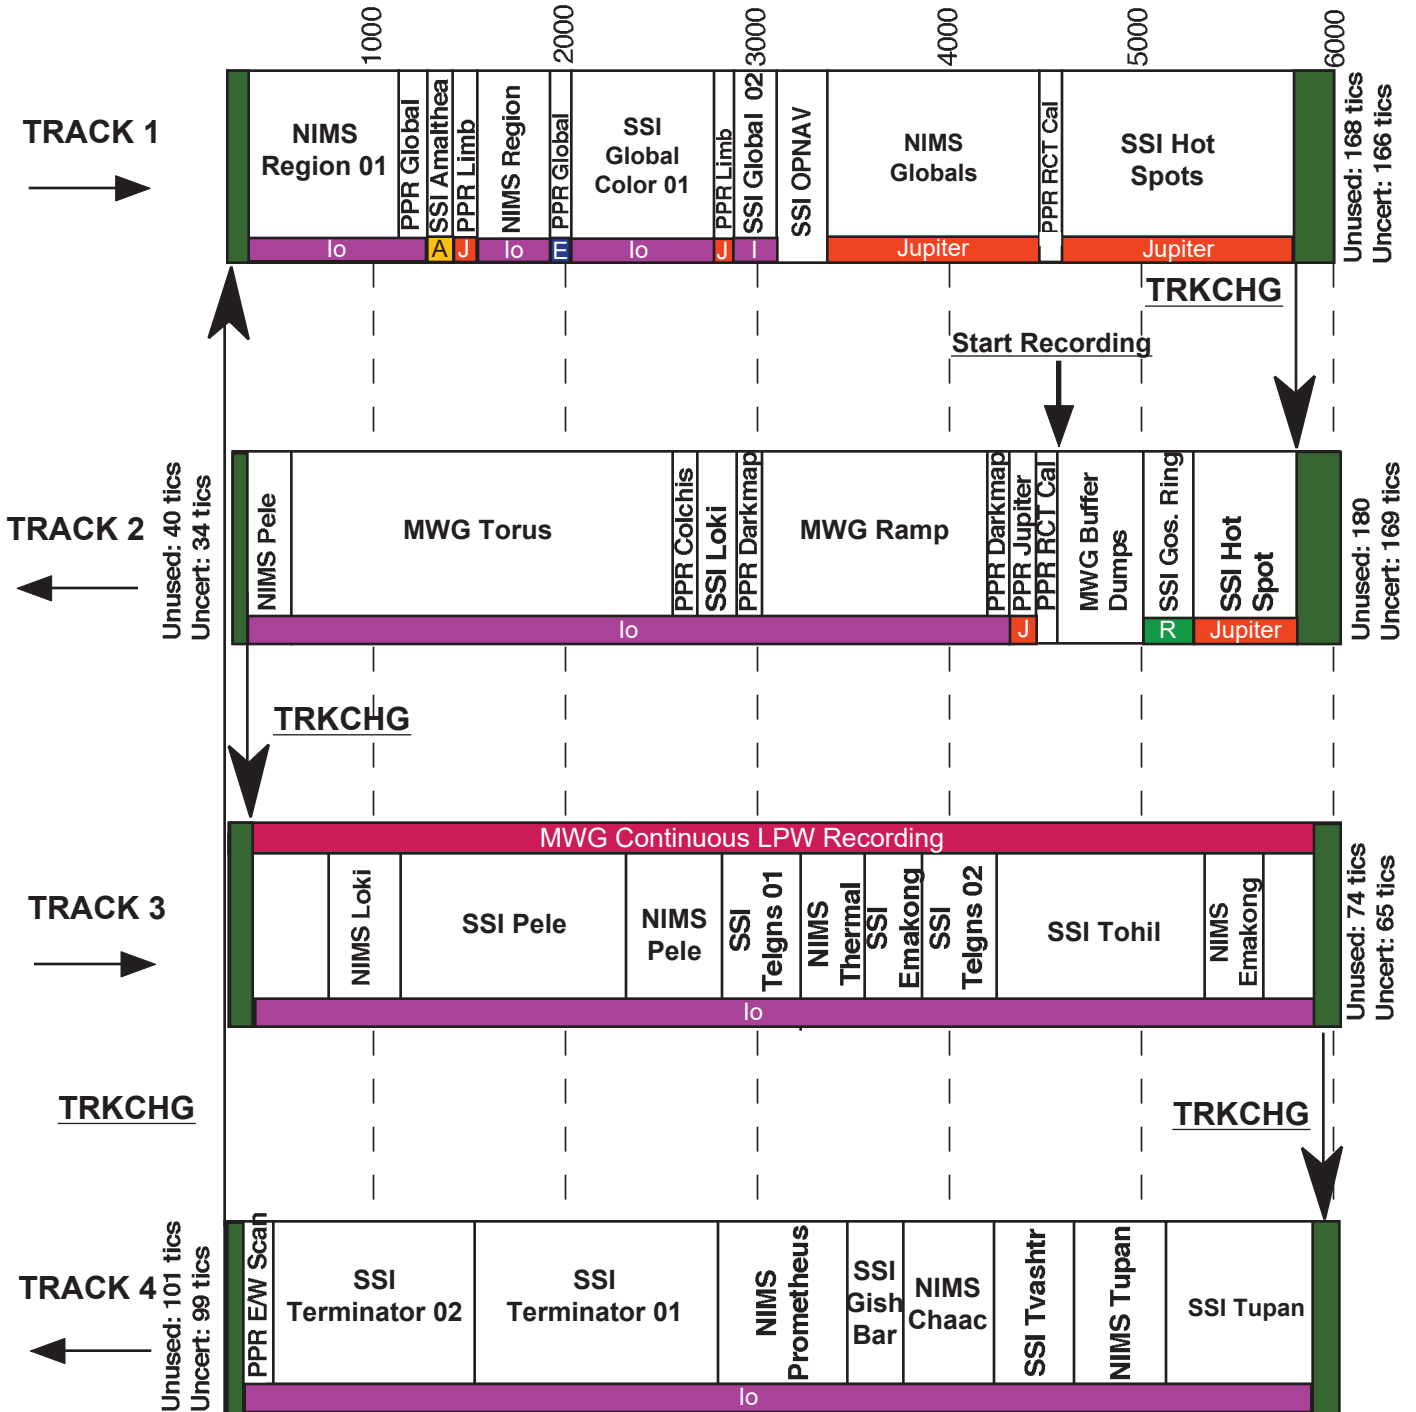 1000
2000
3000
4000
5000
6000
TRACK 1
NIMS
Region 01
PPR Global
SSI Amalthea
PPR Limb
NIMS Region
PPR Global
SSI
Global
Color 01
PPR Limb
SSI Global 02
SSI OPNAV
NIMS
Globals
PPR RCT Cal
SSI Hot
Spots
Unused: 168 tics
Uncert: 166 tics
Io
A
J
Io
E
Io
J
I
Jupiter
Jupiter
TRKCHG
Start Recording
TRACK 2
Unused: 40 tics
Uncert: 34 tics
NIMS Pele
MWG Torus
PPR Colchis
SSI Loki
PPR Darkmap
MWG Ramp
PPR Darkmap
PPR Jupiter
PPR RCT Cal
MWG Buffer
Dumps
SSI Gos. Ring
SSI Hot
Spot
Unused: 180
Uncert: 169 tics
Io
J
R
Jupiter
TRKCHG
MWG Continuous LPW Recording
TRACK 3
NIMS Loki
SSI Pele
NIMS
Pele
SSI
Telgns 01
NIMS
Thermal
SSI
Emakong
SSI
Telgns 02
SSI Tohil
NIMS
Emakong
Unused: 74 tics
Uncert: 65 tics
Io
TRKCHG
TRKCHG
TRACK 4
Unused: 101 tics
Uncert: 99 tics
PPR E/W Scan
SSI
Terminator 02
SSI
Terminator 01
NIMS
Prometheus
SSI
Gish
Bar
NIMS
Chaac
SSI Tvashtr
NIMS Tupan
SSI Tupan
Io